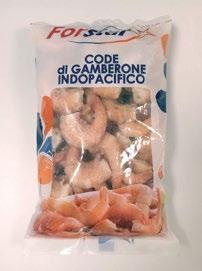 Forstar
CODE
di GAMBERONE
INDOPACIFICO